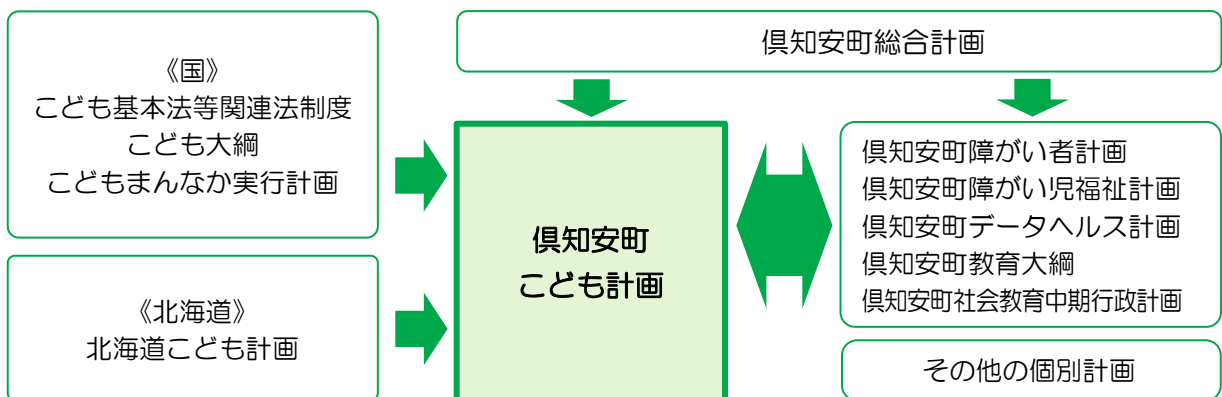 《国》
こども基本法等関連法制度
こども大綱
こどもまんなか実行計画
《北海道》
北海道こども計画
倶知安町総合計画
倶知安町
こども計画
倶知安町障がい者計画
倶知安町障がい児福祉計画
倶知安町データヘルス計画
倶知安町教育大綱
倶知安町社会教育中期行政計画
その他の個別計画